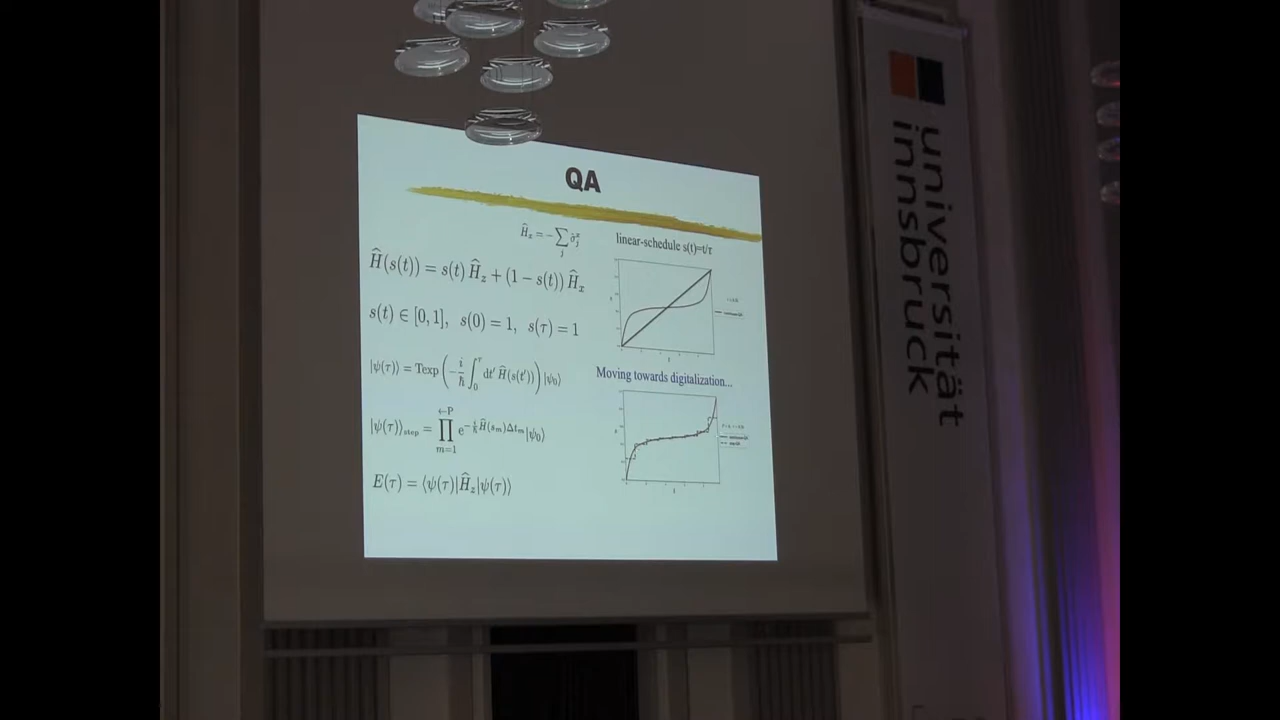 QA
Ĥ_x = −∑_j σ̂_j^x
Ĥ(s(t)) = s(t) Ĥ_z + (1 − s(t)) Ĥ_x
s(t) ∈ [0, 1], s(0) = 1, s(τ) = 1
|ψ(τ)⟩ = Texp(−i/ħ ∫_0^τ dt′ Ĥ(s(t′))) |ψ_0⟩
|ψ(τ)⟩_step = ∏_{m=1}^{←P} e^{−i/ħ Ĥ(s_m)Δt_m} |ψ_0⟩
E(τ) = ⟨ψ(τ)|Ĥ_z|ψ(τ)⟩
linear-schedule s(t)=t/τ
Moving towards digitalization...
universität
innsbruck